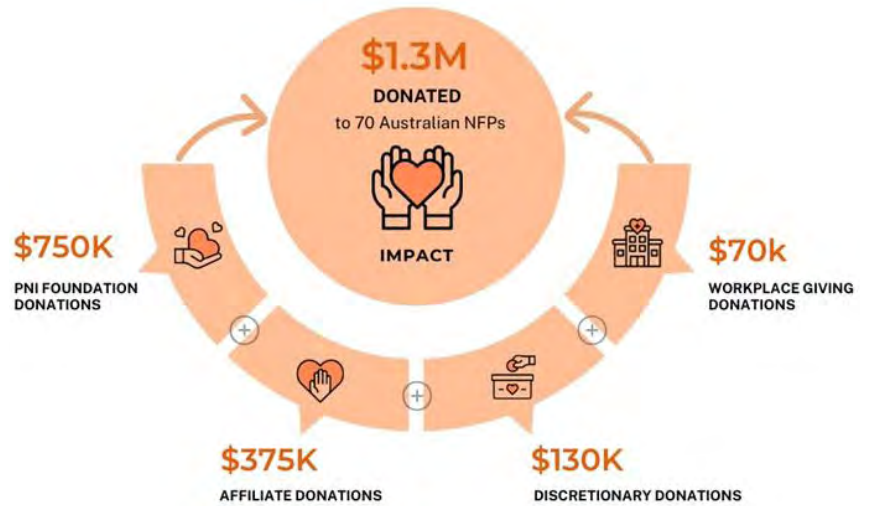 $1.3M
DONATED
to 70 Australian NFPs
IMPACT
$750K
PNI FOUNDATION
DONATIONS
$375K
AFFILIATE DONATIONS
$130K
DISCRETIONARY DONATIONS
$70k
WORKPLACE GIVING
DONATIONS